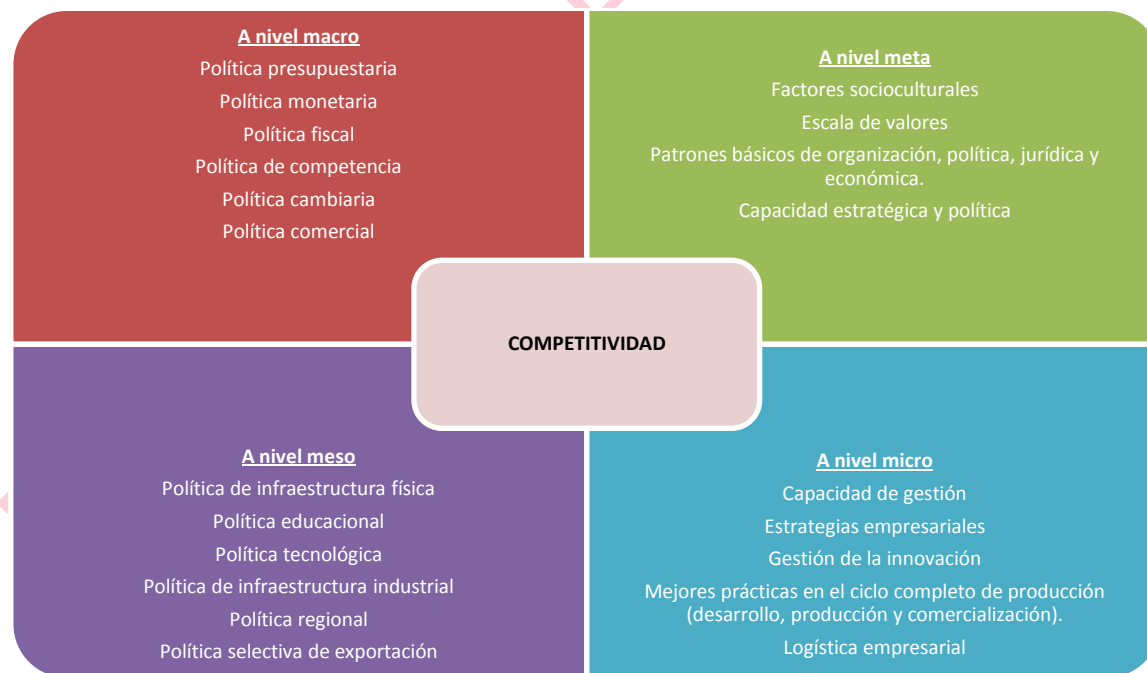 A nivel macro
Política presupuestaria
Política monetaria
Política fiscal
Política de competencia
Política cambiaria
Política comercial
A nivel meta
Factores socioculturales
Escala de valores
Patrones básicos de organización, política, jurídica y
económica.
Capacidad estratégica y política
COMPETITIVIDAD
A nivel meso
Política de infraestructura física
Política educacional
Política tecnológica
Política de infraestructura industrial
Política regional
Política selectiva de exportación
A nivel micro
Capacidad de gestión
Estrategias empresariales
Gestión de la innovación
Mejores prácticas en el ciclo completo de producción
(desarrollo, producción y comercialización).
Logística empresarial